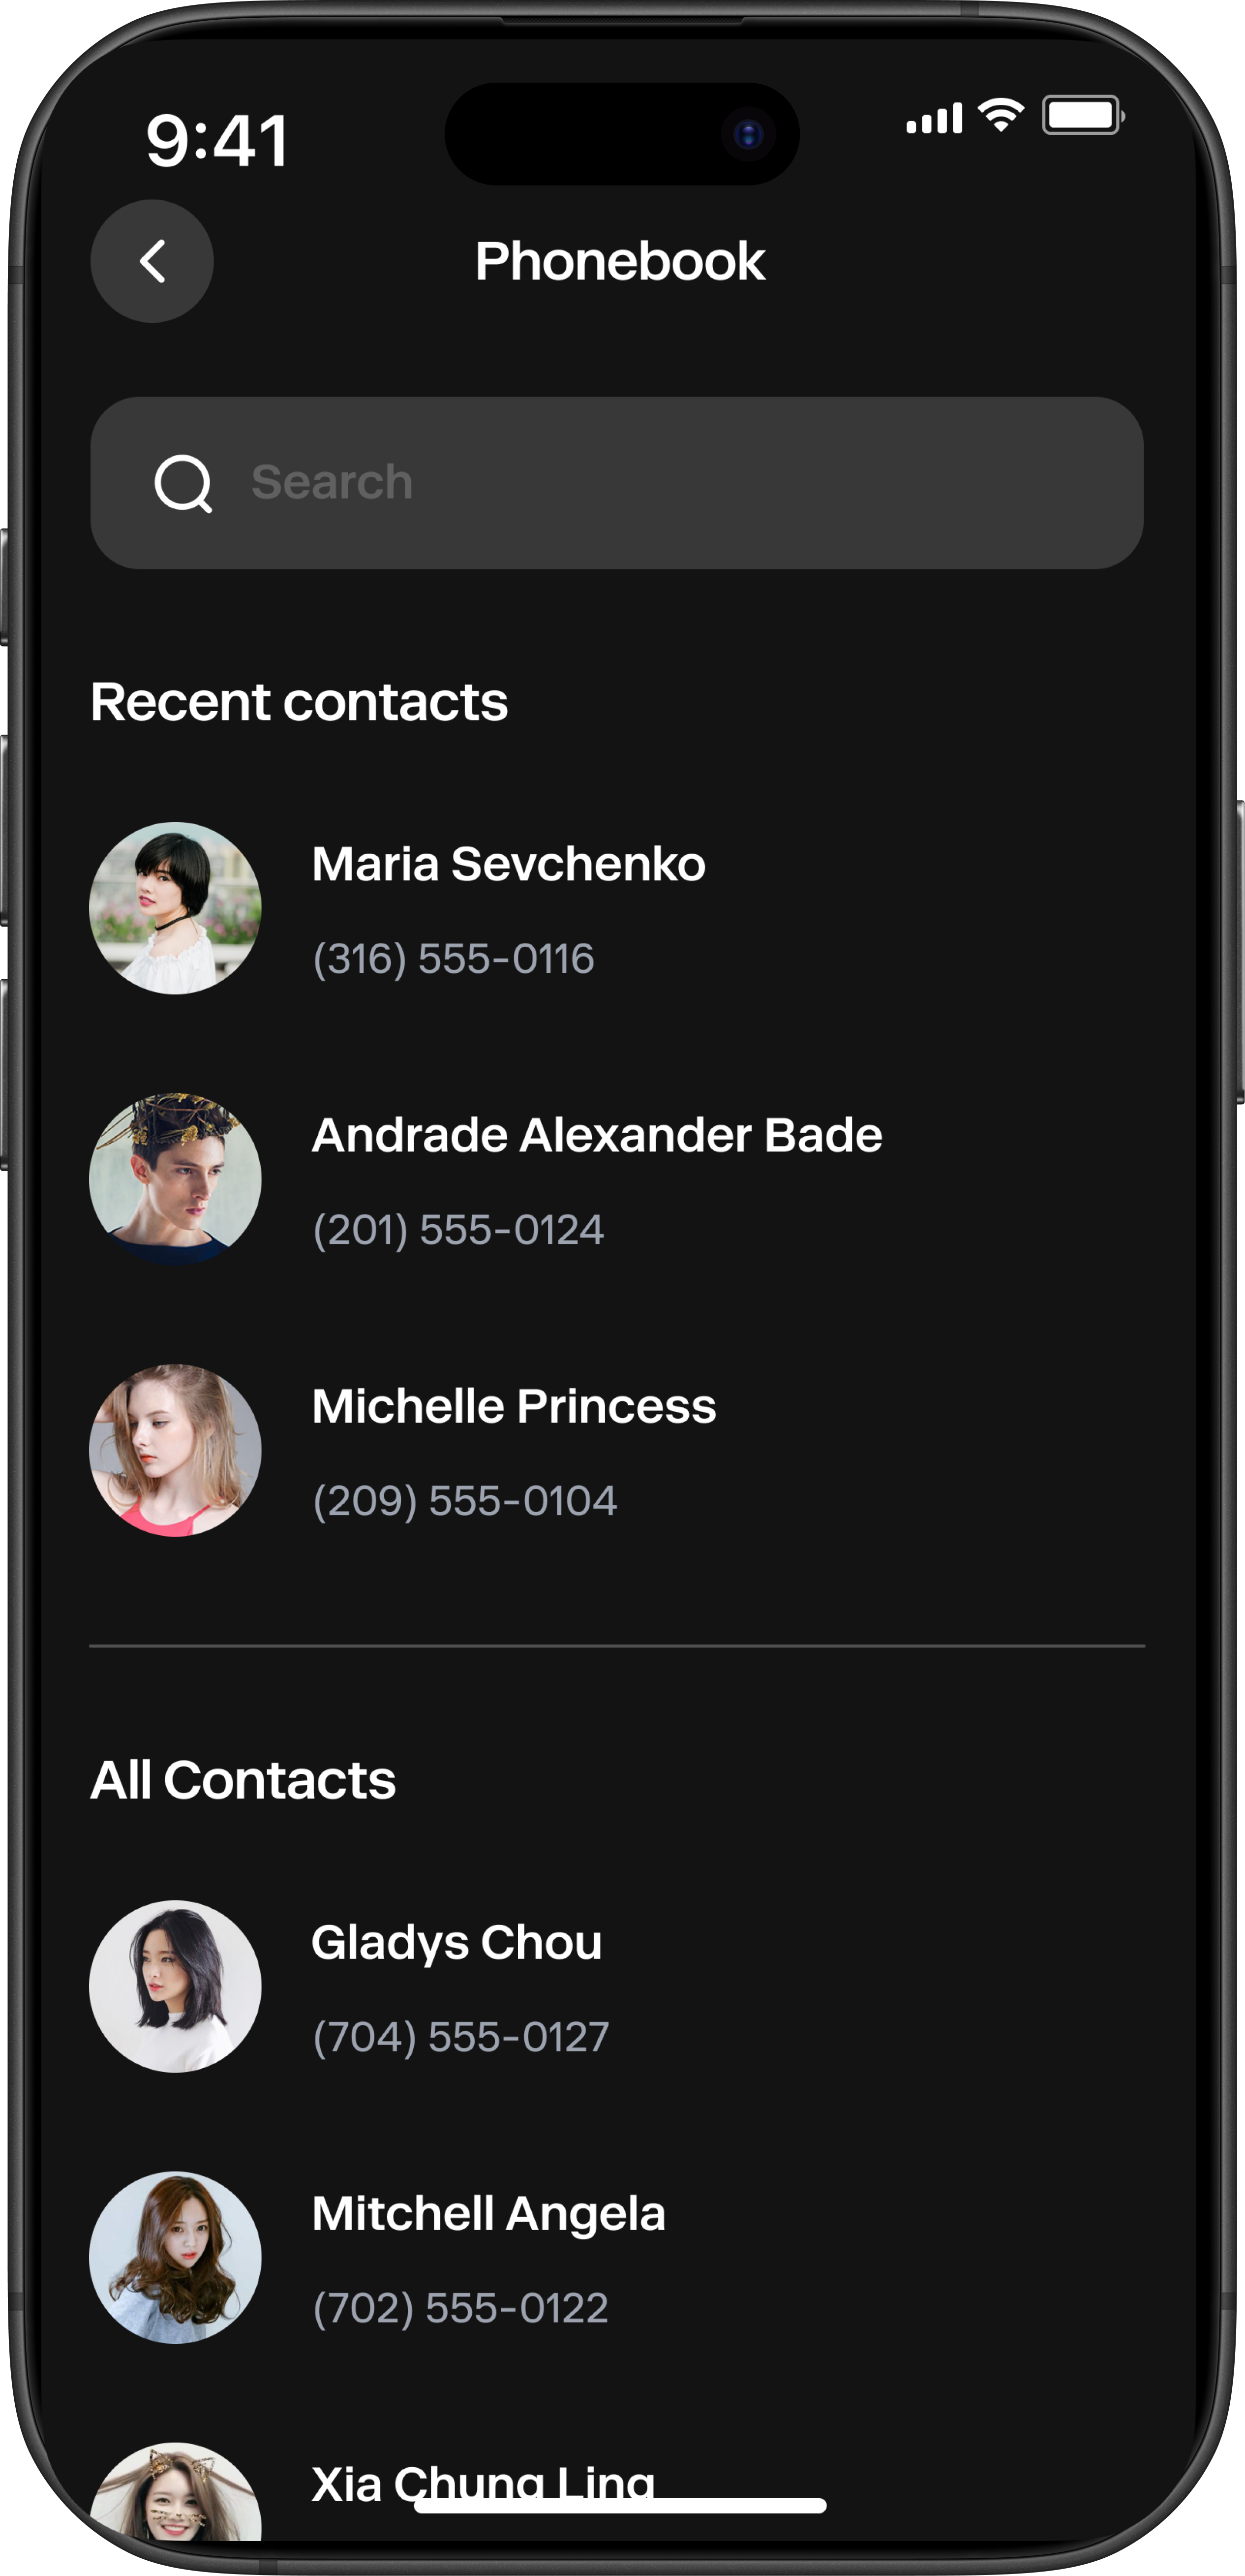 9:41
Phonebook
Search
Recent contacts
Maria Sevchenko
(316) 555-0116
Andrade Alexander Bade
(201) 555-0124
Michelle Princess
(209) 555-0104
All Contacts
Gladys Chou
(704) 555-0127
Mitchell Angela
(702) 555-0122
Xia Chung Ling